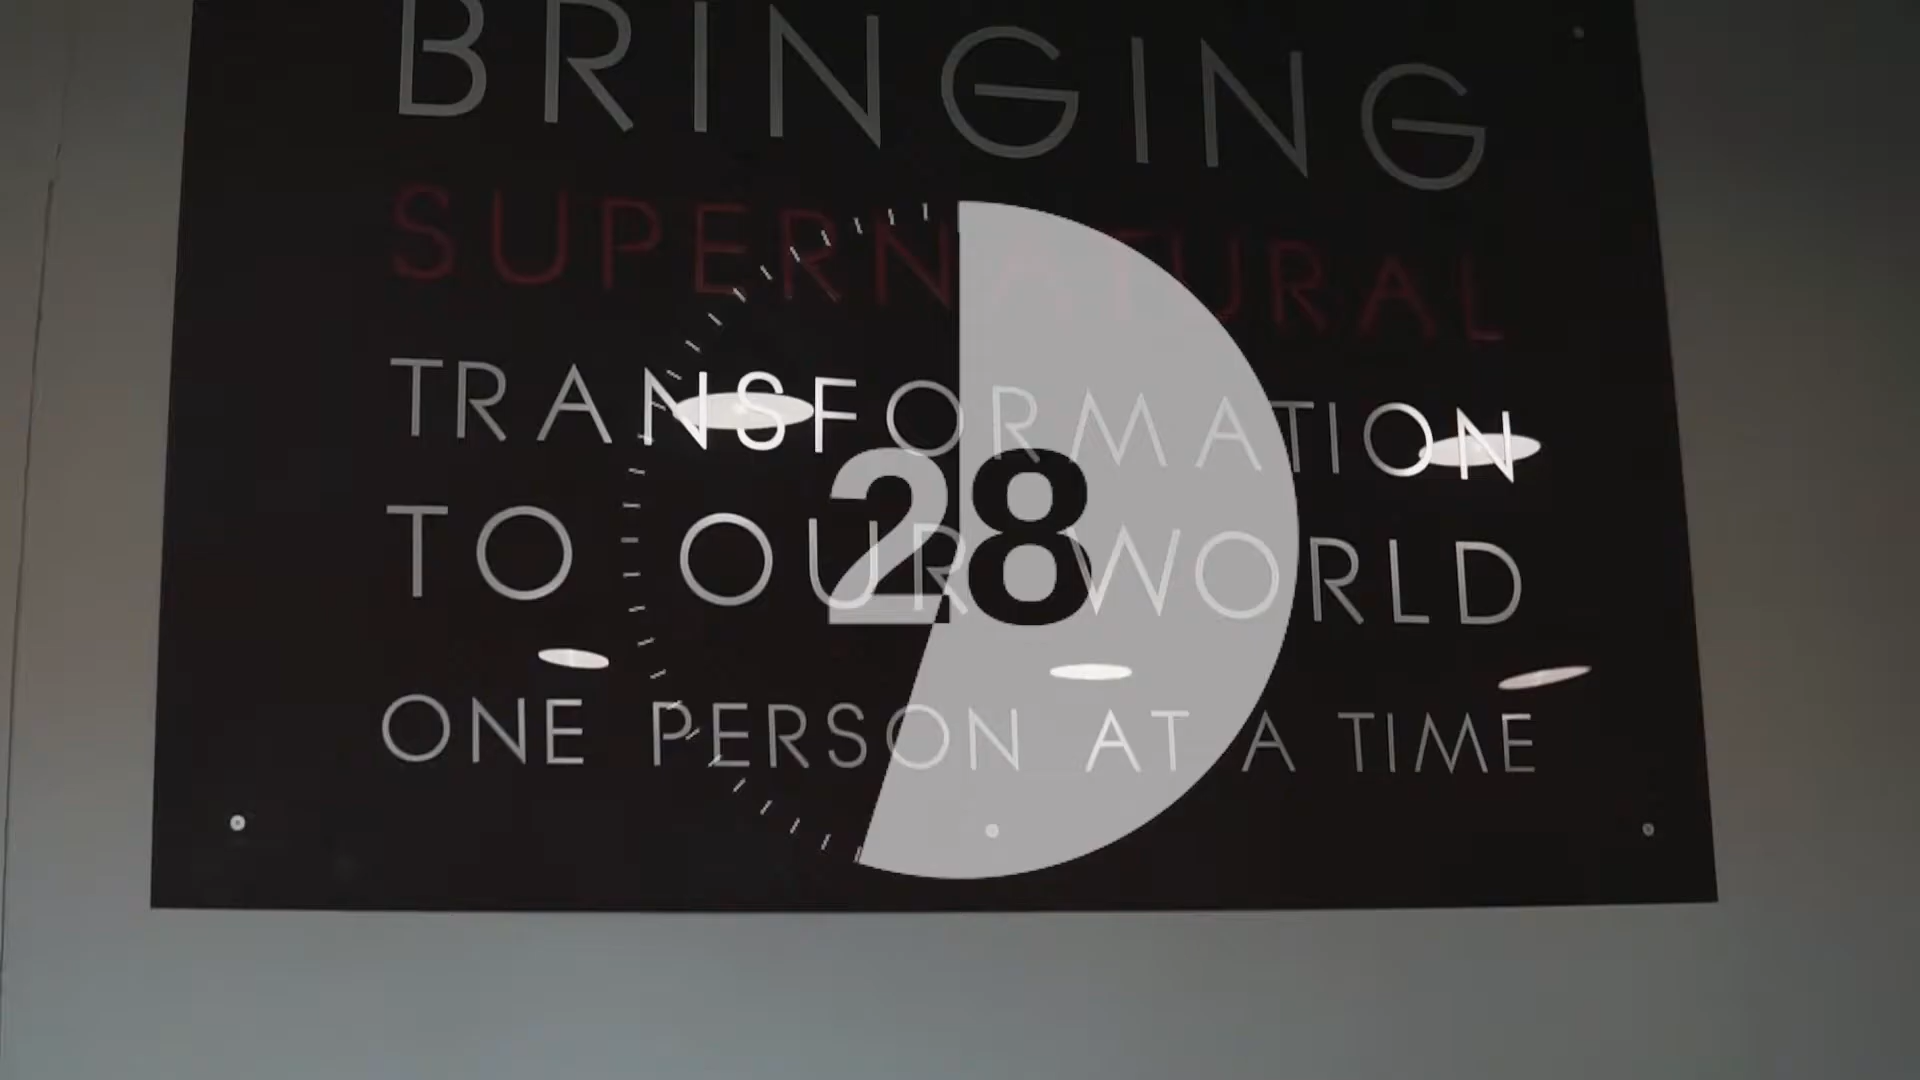 BRINGING
SUPERNATURAL
TRANSFORMATION
TO OUR WORLD
28
ONE PERSON AT A TIME